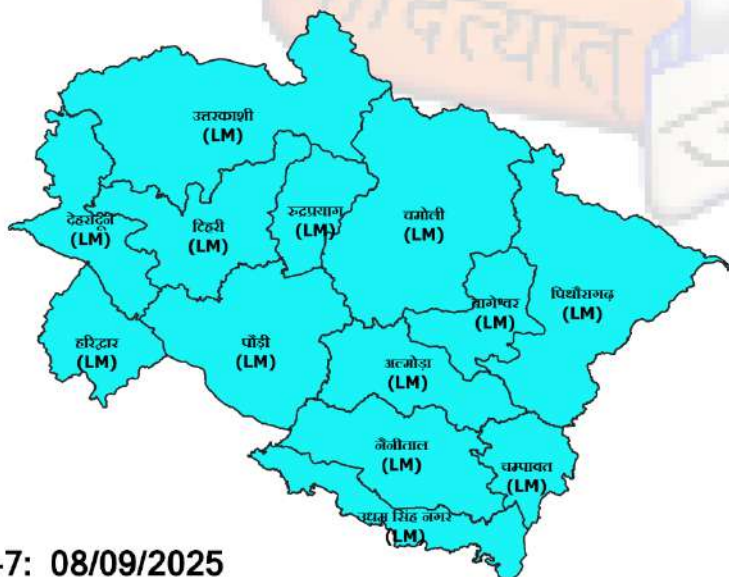 उत्तरकाशी
(LM)
देहरादून
(LM)
टिहरी
(LM)
रुद्रप्रयाग
(LM)
चमोली
(LM)
बागेश्वर
(LM)
पिथौरागढ़
(LM)
हरिद्वार
(LM)
पौड़ी
(LM)
अल्मोड़ा
(LM)
नैनीताल
(LM)
चम्पावत
(LM)
उधम सिंह नगर
(LM)
-7: 08/09/2025